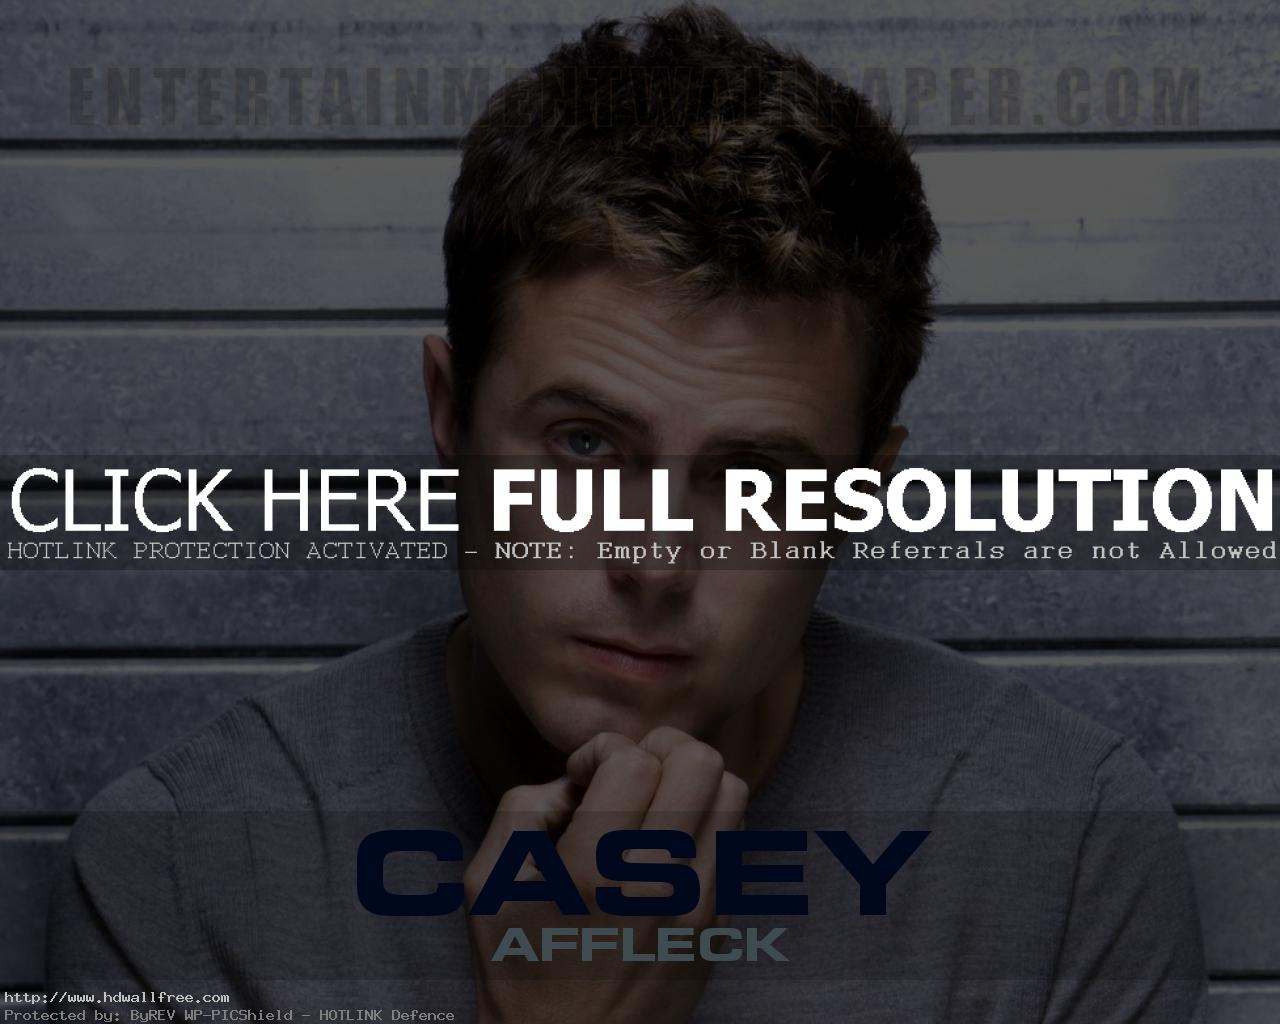 ENTERTAINMENTWALLPAPER.COM
CLICK HERE FULL RESOLUTION
HOTLINK PROTECTION ACTIVATED - NOTE: Empty or Blank Referrals are not Allowed
CASEY
AFFLECK
http://www.hdwallfree.com
Protected by: ByREV WP-PICShield - HOTLINK Defence